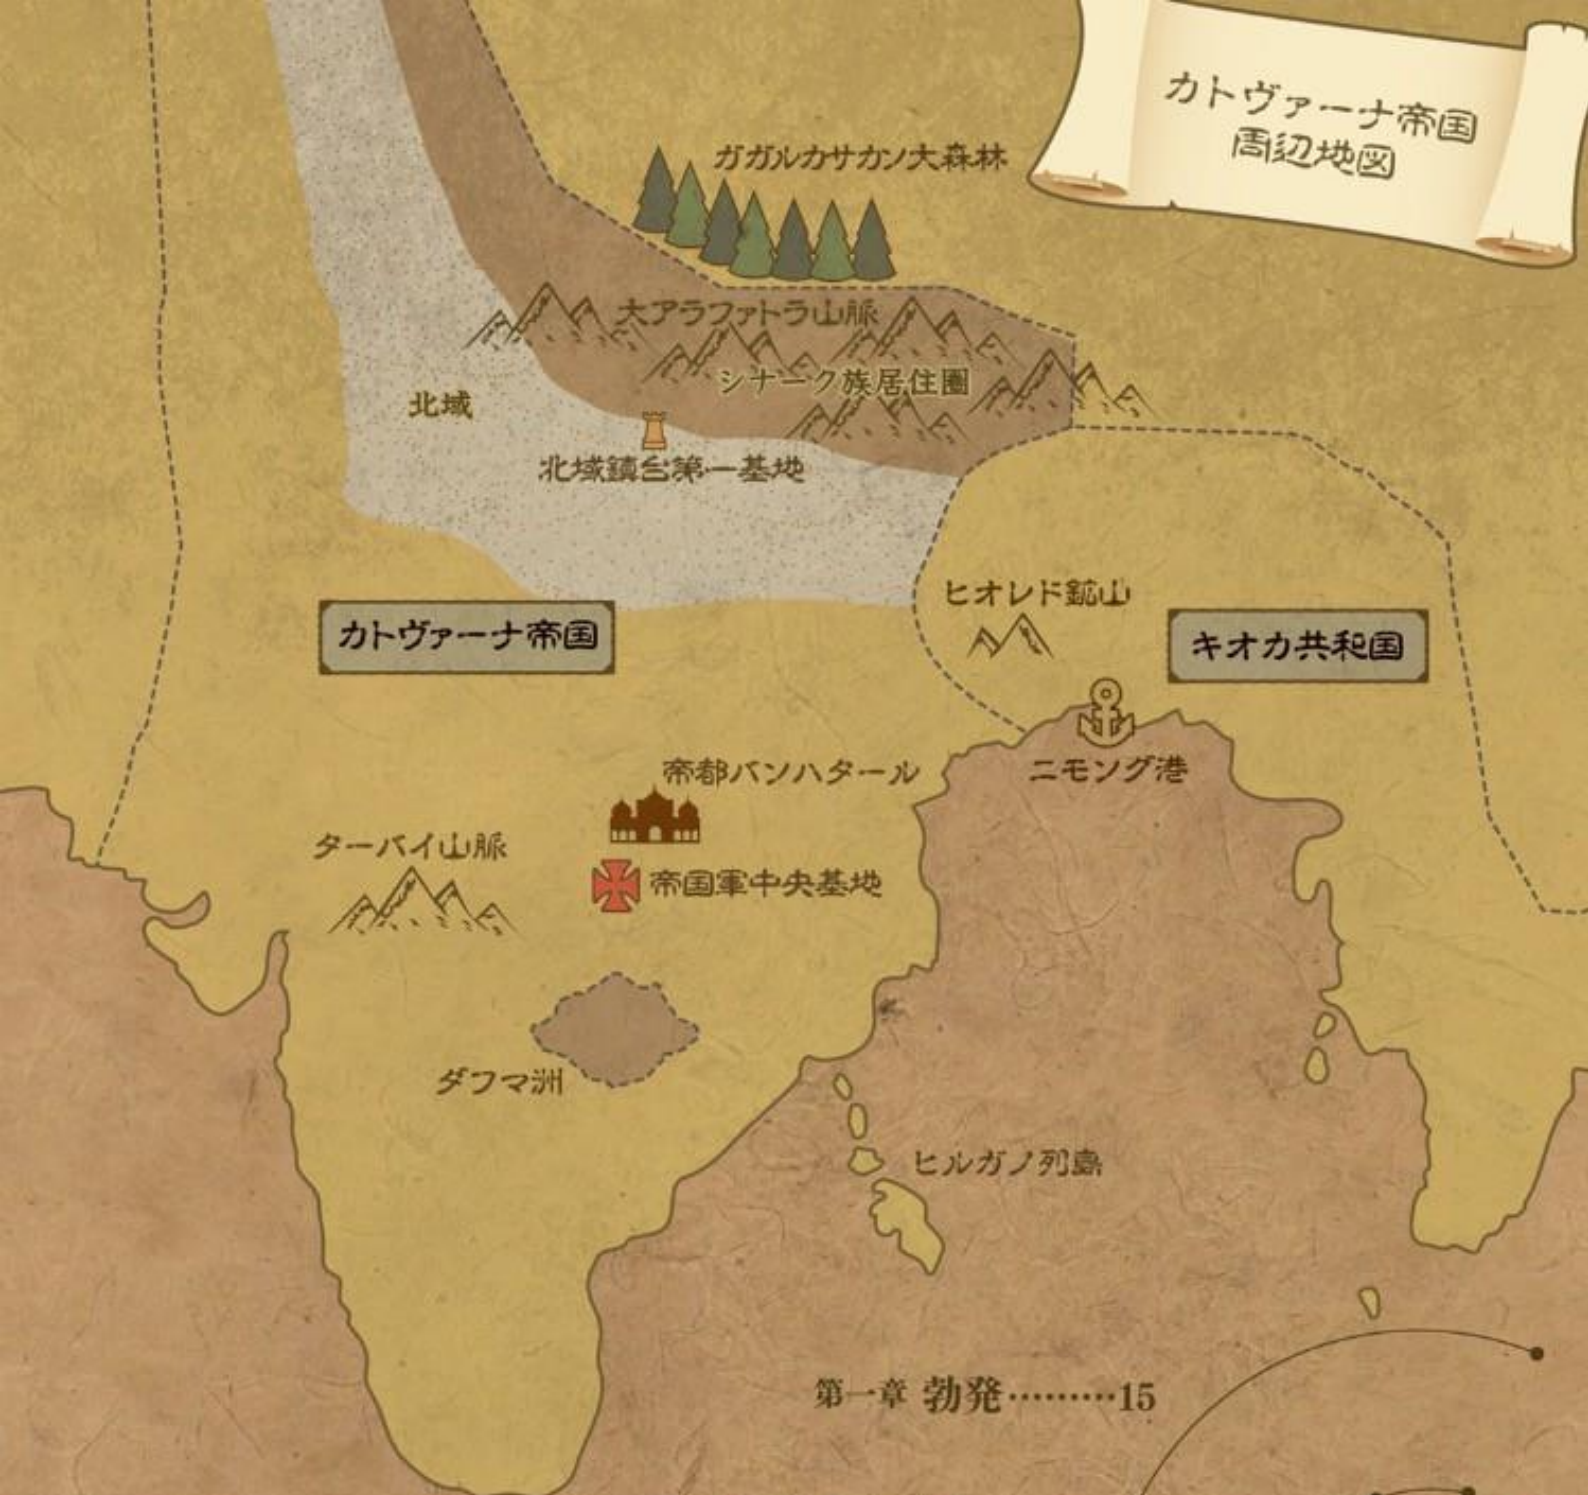 カトヴァーナ帝国
周辺地図
ガガルカサカン大森林
大アラファトラ山脈
シナーク族居住圏
北域
北域鎮台第一基地
ヒオレド鉱山
カトヴァーナ帝国
キオカ共和国
帝都バンハタール
ニモング港
ターバイ山脈
帝国軍中央基地
ダフマ洲
ヒルガノ列島
第一章 勃発………15